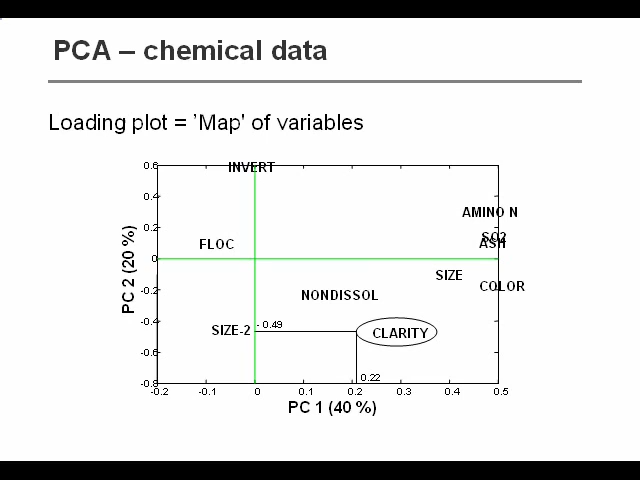 PCA – chemical data
Loading plot = 'Map' of variables
0.6
INVERT
0.4
AMINO N
0.2
SO2
ASH
FLOC
0
SIZE
COLOR
-0.2
NONDISSOL
-0.4
SIZE-2
- 0.49
CLARITY
-0.6
0.22
-0.8
-0.2 -0.1 0 0.1 0.2 0.3 0.4 0.5
PC 1 (40 %)
PC 2 (20 %)